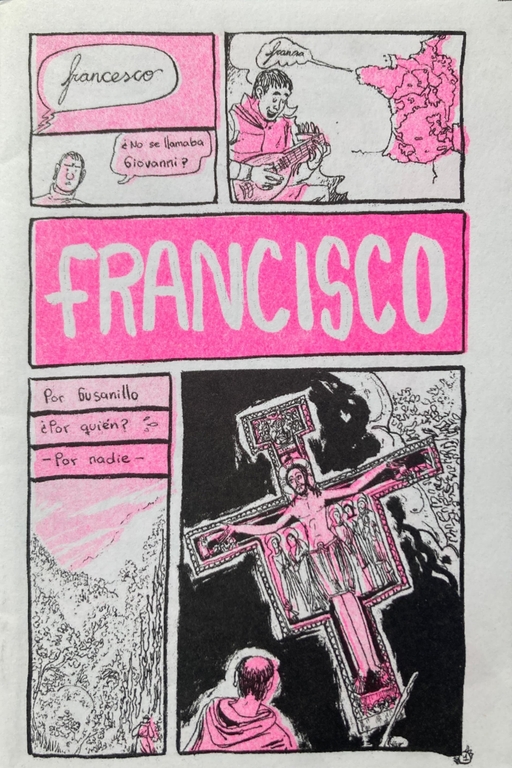 francesco
¿No se llamaba
Giovanni?
francia
FRANCISCO
Por Gusanillo
¿Por quién?
-Por nadie-